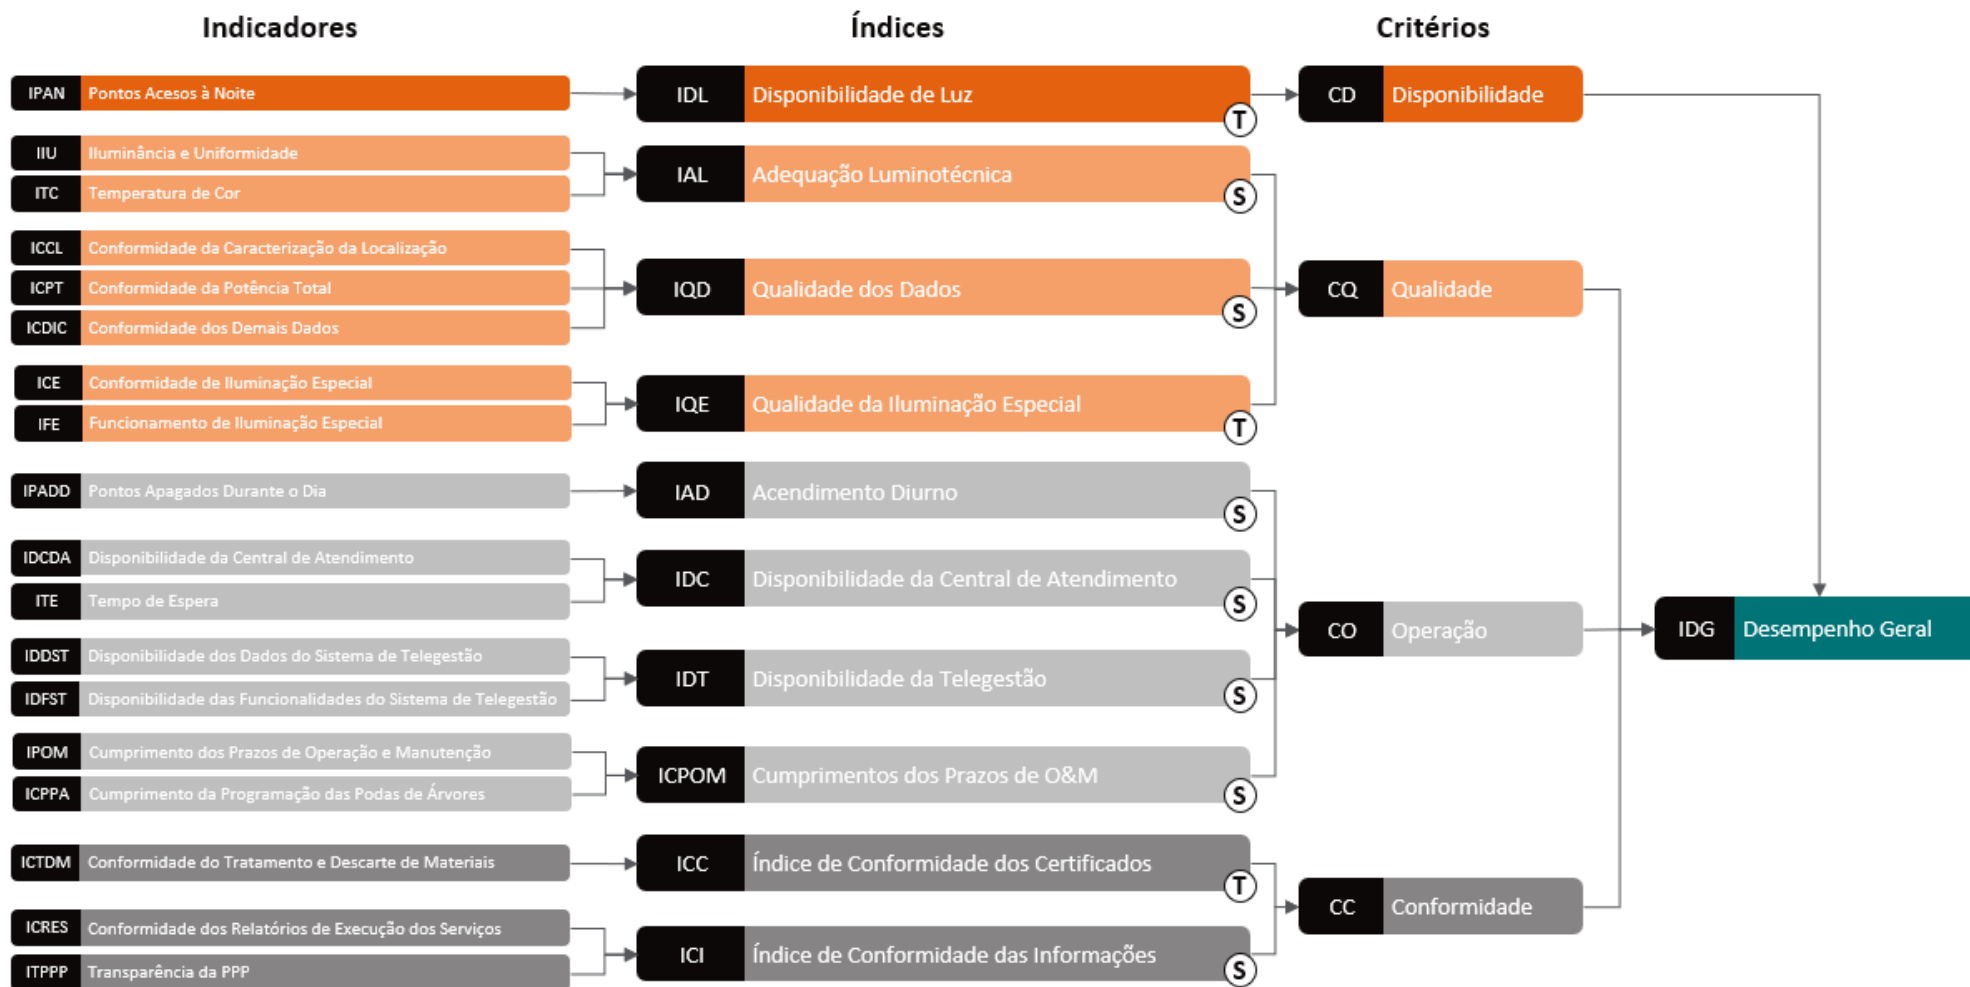 Indicadores
Índices
Critérios
IPAN Pontos Acesos à Noite
IDL Disponibilidade de Luz
T
CD Disponibilidade
IIU Iluminância e Uniformidade
ITC Temperatura de Cor
IAL Adequação Luminotécnica
S
ICCL Conformidade da Caracterização da Localização
ICPT Conformidade da Potência Total
ICDIC Conformidade dos Demais Dados
IQD Qualidade dos Dados
S
CQ Qualidade
ICE Conformidade de Iluminação Especial
IFE Funcionamento de Iluminação Especial
IQE Qualidade da Iluminação Especial
T
IPADD Pontos Apagados Durante o Dia
IAD Acendimento Diurno
S
IDCDA Disponibilidade da Central de Atendimento
ITE Tempo de Espera
IDC Disponibilidade da Central de Atendimento
S
IDDST Disponibilidade dos Dados do Sistema de Telegestão
IDFST Disponibilidade das Funcionalidades do Sistema de Telegestão
IDT Disponibilidade da Telegestão
S
CO Operação
IDG Desempenho Geral
IPOM Cumprimento dos Prazos de Operação e Manutenção
ICPPA Cumprimento da Programação das Podas de Árvores
ICPOM Cumprimentos dos Prazos de O&M
S
ICTDM Conformidade do Tratamento e Descarte de Materiais
ICC Índice de Conformidade dos Certificados
T
CC Conformidade
ICRES Conformidade dos Relatórios de Execução dos Serviços
ITPPP Transparência da PPP
ICI Índice de Conformidade das Informações
S